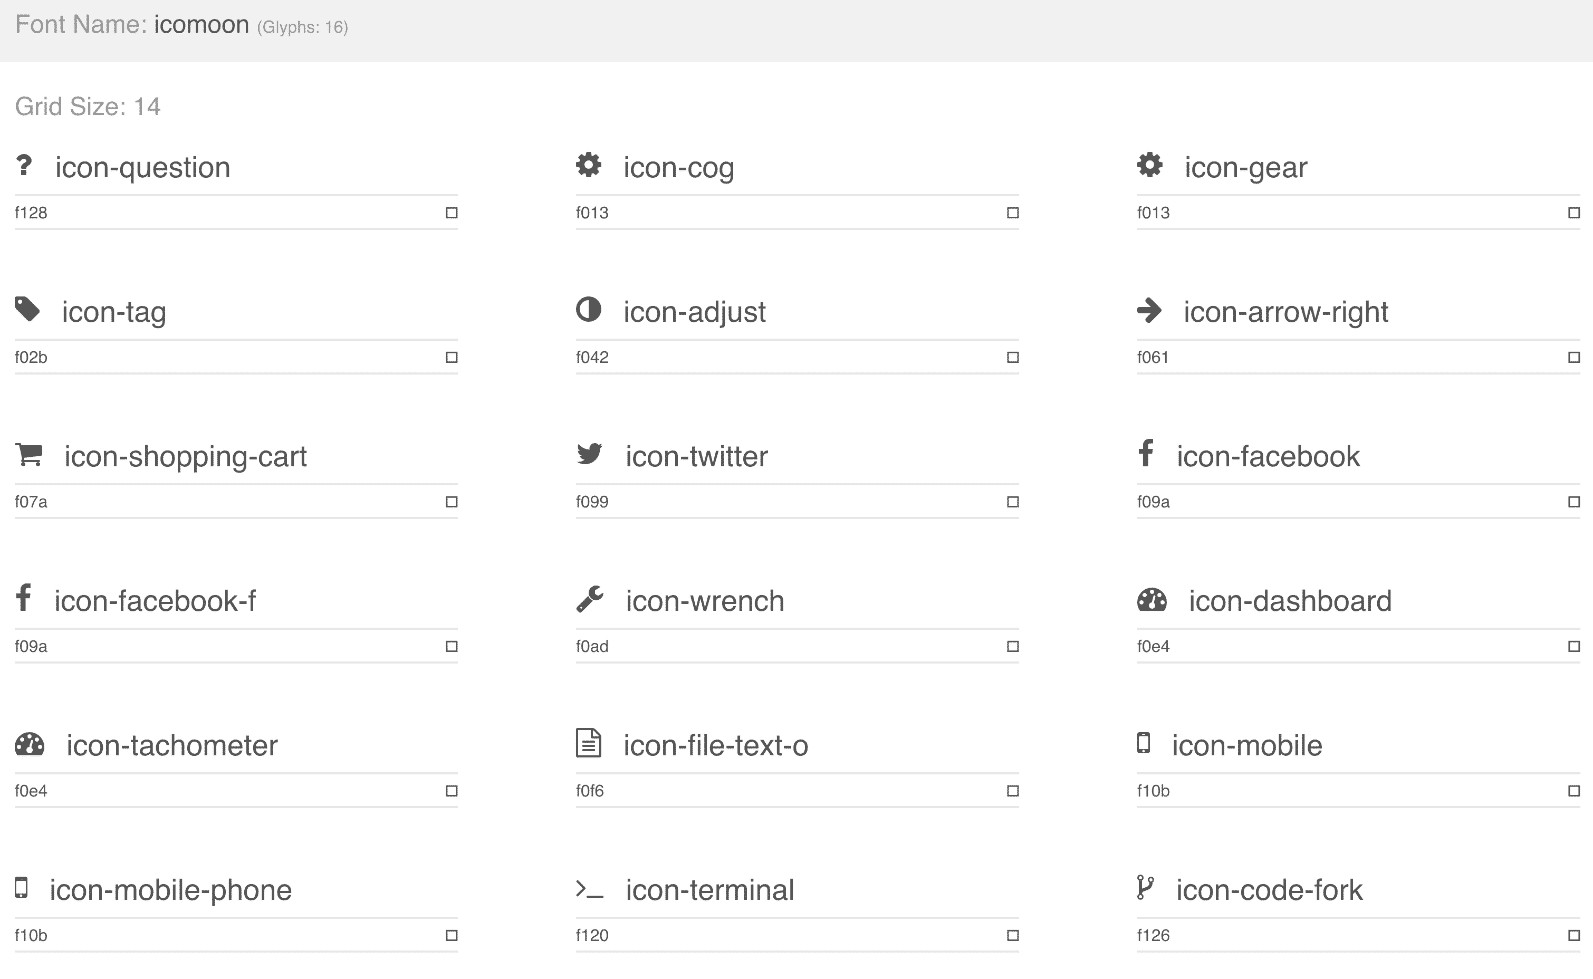 Font Name: icomoon (Glyphs: 16)
Grid Size: 14
icon-question icon-cog icon-gear
f128 f013 f013
icon-tag icon-adjust icon-arrow-right
f02b f042 f061
icon-shopping-cart icon-twitter icon-facebook
f07a f099 f09a
icon-facebook-f icon-wrench icon-dashboard
f09a f0ad f0e4
icon-tachometer icon-file-text-o icon-mobile
f0e4 f0f6 f10b
icon-mobile-phone icon-terminal icon-code-fork
f10b f120 f126